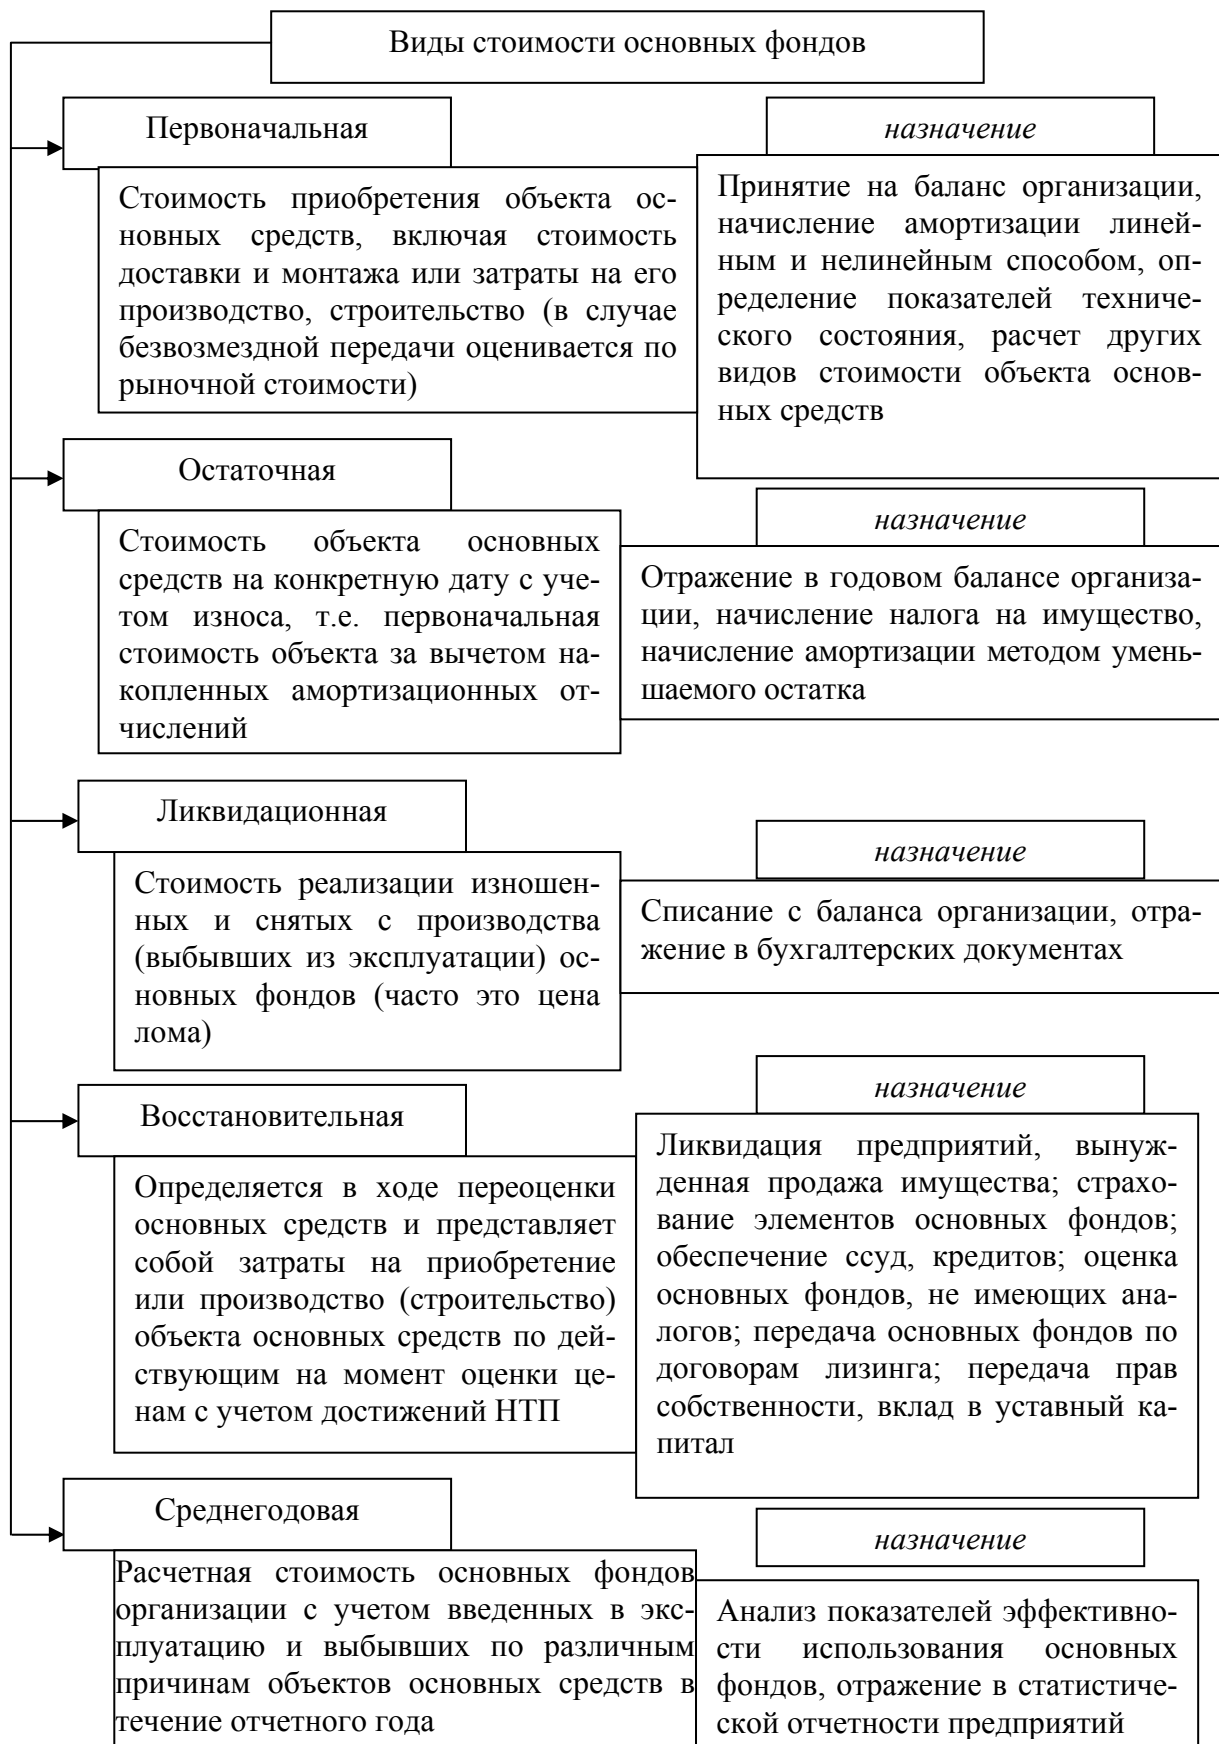 Виды стоимости основных фондов
Первоначальная
назначение
Стоимость приобретения объекта ос-
новных средств, включая стоимость
доставки и монтажа или затраты на его
производство, строительство (в случае
безвозмездной передачи оценивается по
рыночной стоимости)
Принятие на баланс организации,
начисление амортизации линей-
ным и нелинейным способом, оп-
ределение показателей техниче-
ского состояния, расчет других
видов стоимости объекта основ-
ных средств
Остаточная
назначение
Стоимость объекта основных
средств на конкретную дату с уче-
том износа, т.е. первоначальная
стоимость объекта за вычетом на-
копленных амортизационных от-
числений
Отражение в годовом балансе организа-
ции, начисление налога на имущество,
начисление амортизации методом умень-
шаемого остатка
Ликвидационная
назначение
Стоимость реализации изношен-
ных и снятых с производства
(выбывших из эксплуатации) ос-
новных фондов (часто это цена
лома)
Списание с баланса организации, отра-
жение в бухгалтерских документах
Восстановительная
назначение
Определяется в ходе переоценки
основных средств и представляет
собой затраты на приобретение
или производство (строительство)
объекта основных средств по дей-
ствующим на момент оценки це-
нам с учетом достижений НТП
Ликвидация предприятий, вынуж-
денная продажа имущества; страхо-
вание элементов основных фондов;
обеспечение ссуд, кредитов; оценка
основных фондов, не имеющих ана-
логов; передача основных фондов по
договорам лизинга; передача прав
собственности, вклад в уставный ка-
питал
Среднегодовая
назначение
Расчетная стоимость основных фондов
организации с учетом введенных в экс-
плуатацию и выбывших по различным
причинам объектов основных средств в
течение отчетного года
Анализ показателей эффективно-
сти использования основных
фондов, отражение в статистиче-
ской отчетности предприятий